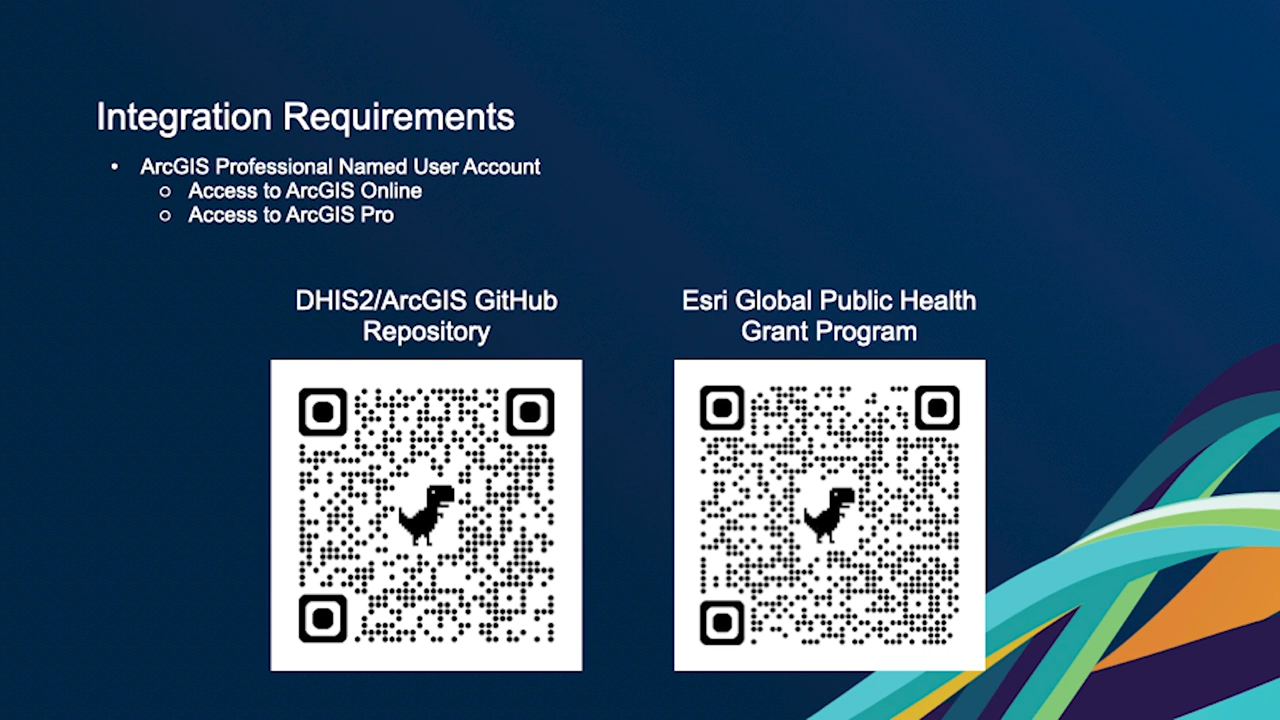 Integration Requirements
• ArcGIS Professional Named User Account
○ Access to ArcGIS Online
○ Access to ArcGIS Pro
DHIS2/ArcGIS GitHub
Repository
Esri Global Public Health
Grant Program